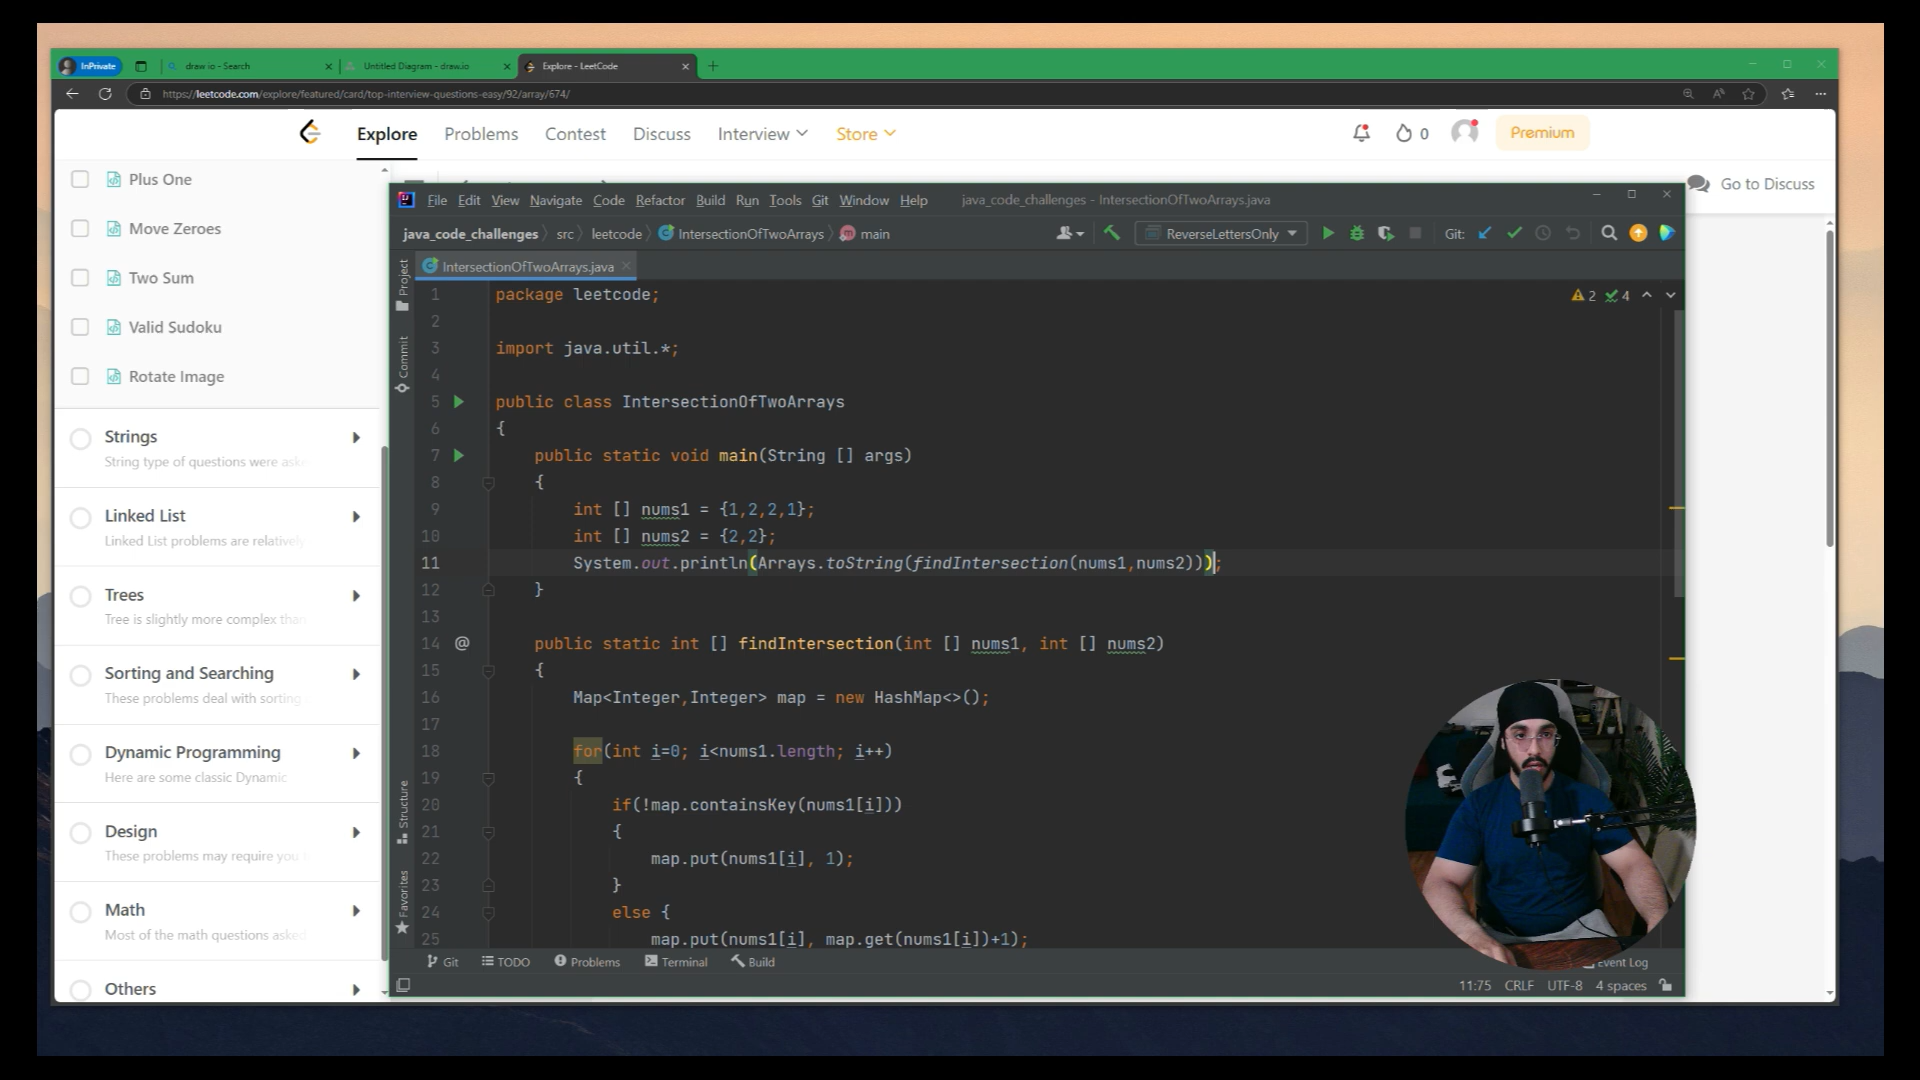 InPrivate
draw io - Search
Untitled Diagram - draw.io
Explore - LeetCode
https://leetcode.com/explore/featured/card/top-interview-questions-easy/92/array/674/
Explore
Problems
Contest
Discuss
Interview
Store
0
Premium
Go to Discuss
Plus One
Move Zeroes
Two Sum
Valid Sudoku
Rotate Image
Strings
String type of questions were aske
Linked List
Linked List problems are relatively
Trees
Tree is slightly more complex than
Sorting and Searching
These problems deal with sorting
Dynamic Programming
Here are some classic Dynamic
Design
These problems may require you
Math
Most of the math questions asked
Others
File Edit View Navigate Code Refactor Build Run Tools Git Window Help
java_code_challenges - IntersectionOfTwoArrays.java
java_code_challenges src leetcode IntersectionOfTwoArrays main
ReverseLettersOnly
Git:
IntersectionOfTwoArrays.java
Project
Commit
Structure
Favorites
2 4
1 package leetcode;
2
3 import java.util.*;
4
5 public class IntersectionOfTwoArrays
6 {
7 public static void main(String [] args)
8 {
9 int [] nums1 = {1,2,2,1};
10 int [] nums2 = {2,2};
11 System.out.println(Arrays.toString(findIntersection(nums1,nums2)));
12 }
13
14 @ public static int [] findIntersection(int [] nums1, int [] nums2)
15 {
16 Map<Integer,Integer> map = new HashMap<>();
17
18 for(int i=0; i<nums1.length; i++)
19 {
20 if(!map.containsKey(nums1[i]))
21 {
22 map.put(nums1[i], 1);
23 }
24 else {
25 map.put(nums1[i], map.get(nums1[i])+1);
Git
TODO
Problems
Terminal
Build
Event Log
11:75 CRLF UTF-8 4 spaces